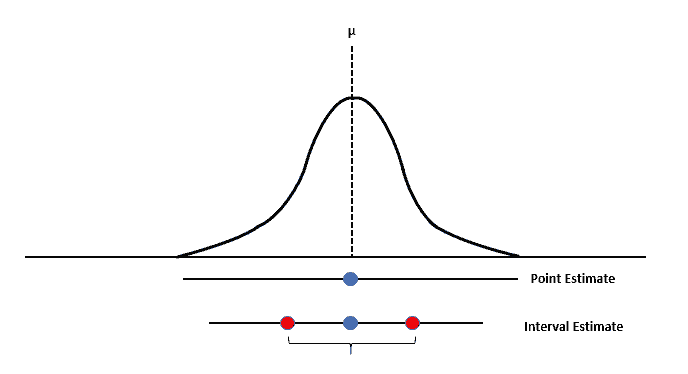 μ
Point Estimate
Interval Estimate